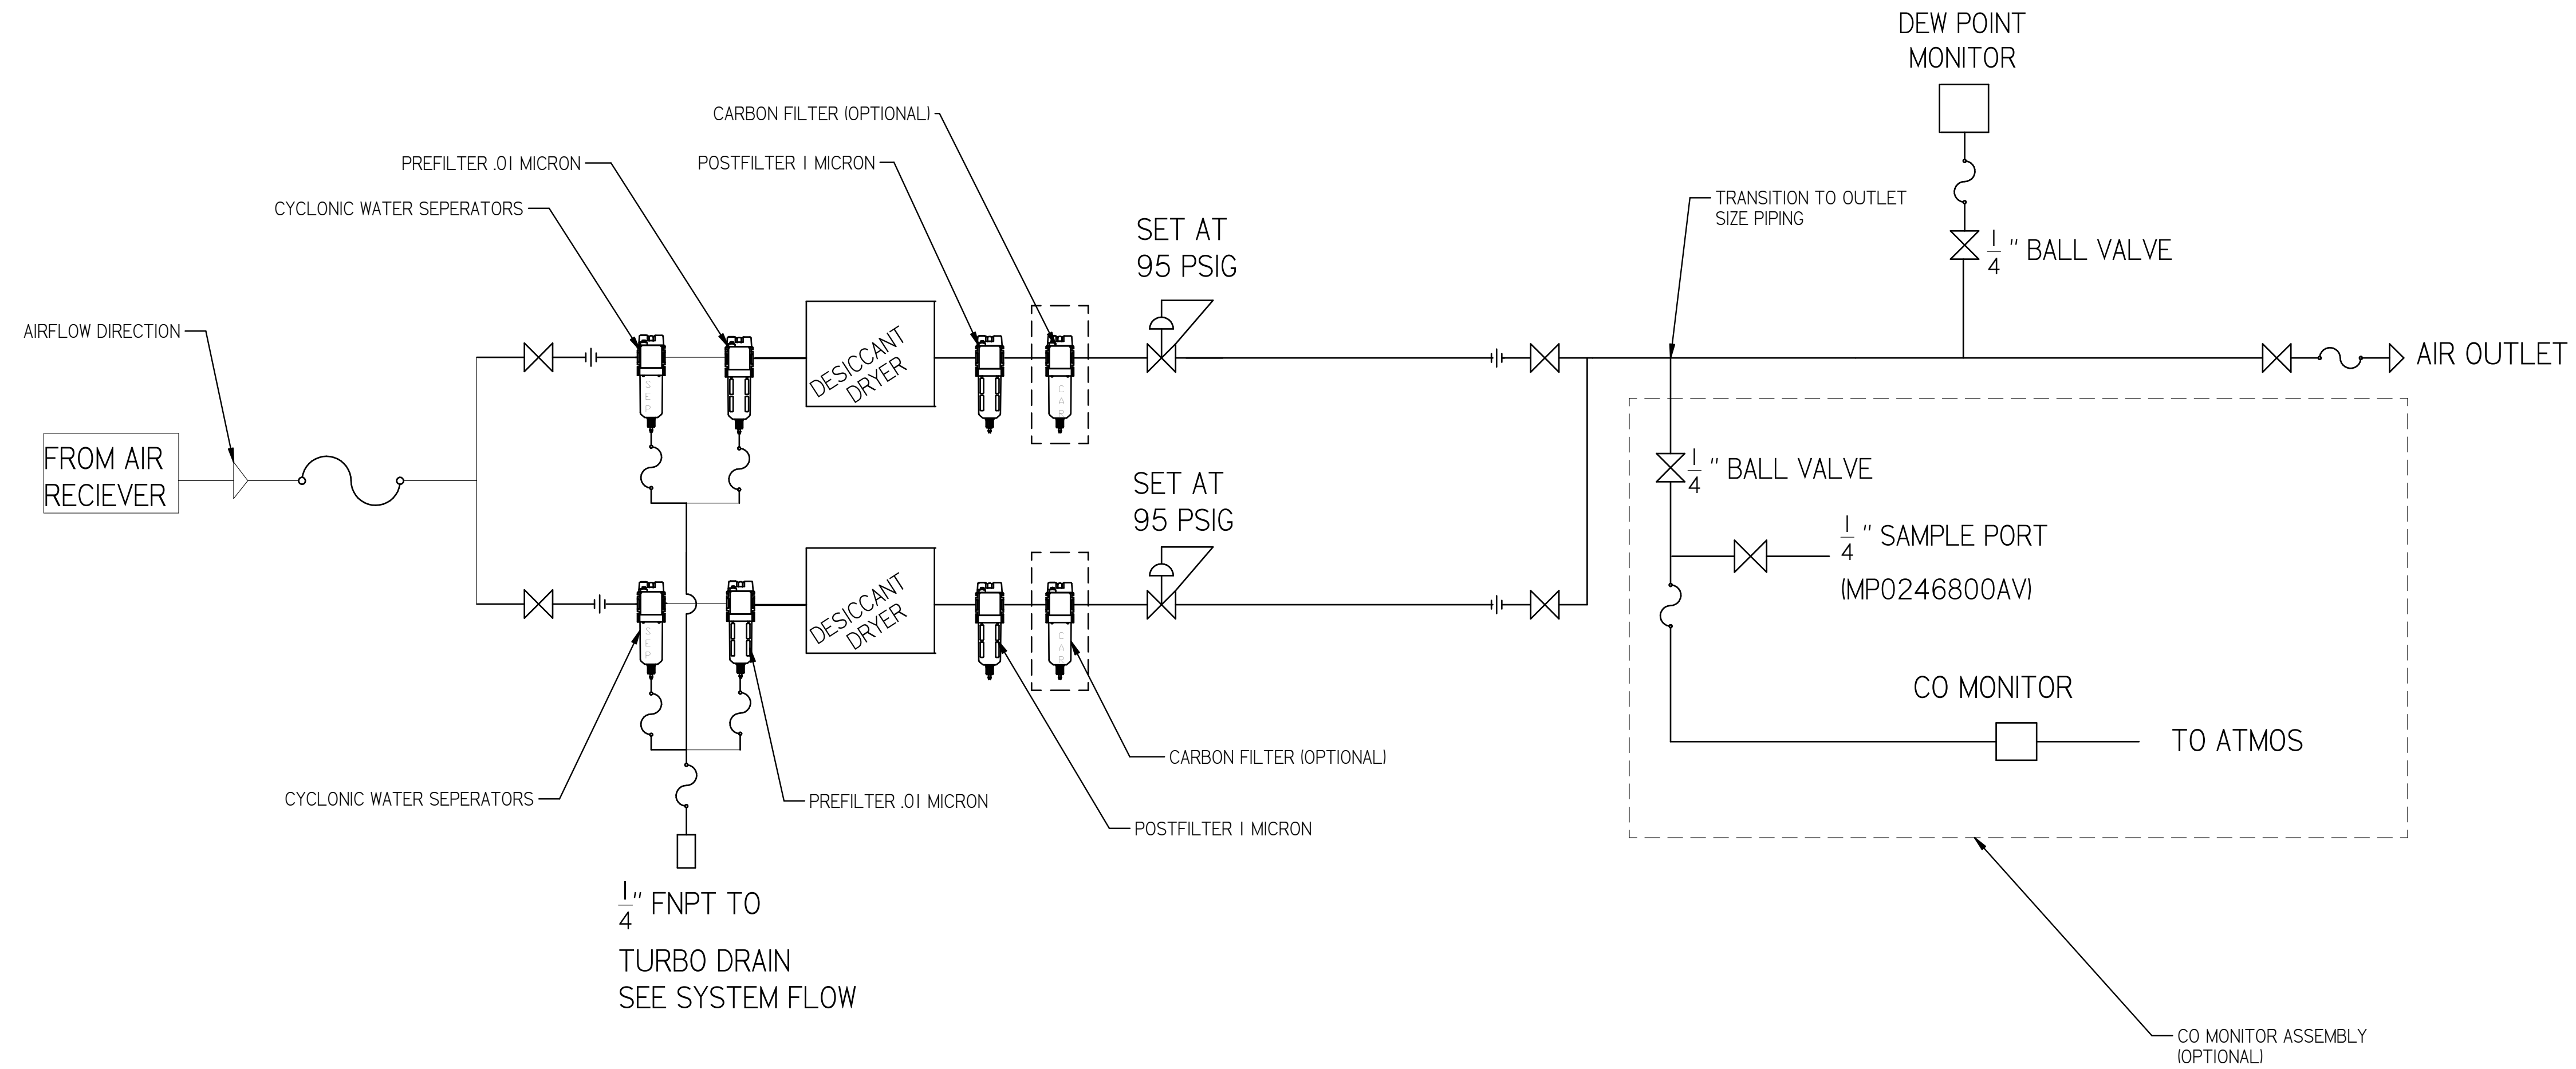 DEW POINT
MONITOR
CARBON FILTER (OPTIONAL)
PREFILTER .01 MICRON
POSTFILTER 1 MICRON
CYCLONIC WATER SEPERATORS
TRANSITION TO OUTLET
SIZE PIPING
SET AT
95 PSIG
1/4" BALL VALVE
AIRFLOW DIRECTION
DESICCANT
DRYER
AIR OUTLET
SEP
CAR
FROM AIR
RECIEVER
1/4" BALL VALVE
SET AT
95 PSIG
1/4" SAMPLE PORT
(MP0246800AV)
DESICCANT
DRYER
SEP
CAR
CO MONITOR
TO ATMOS
CARBON FILTER (OPTIONAL)
CYCLONIC WATER SEPERATORS
PREFILTER .01 MICRON
POSTFILTER 1 MICRON
1/4" FNPT TO
TURBO DRAIN
SEE SYSTEM FLOW
CO MONITOR ASSEMBLY
(OPTIONAL)